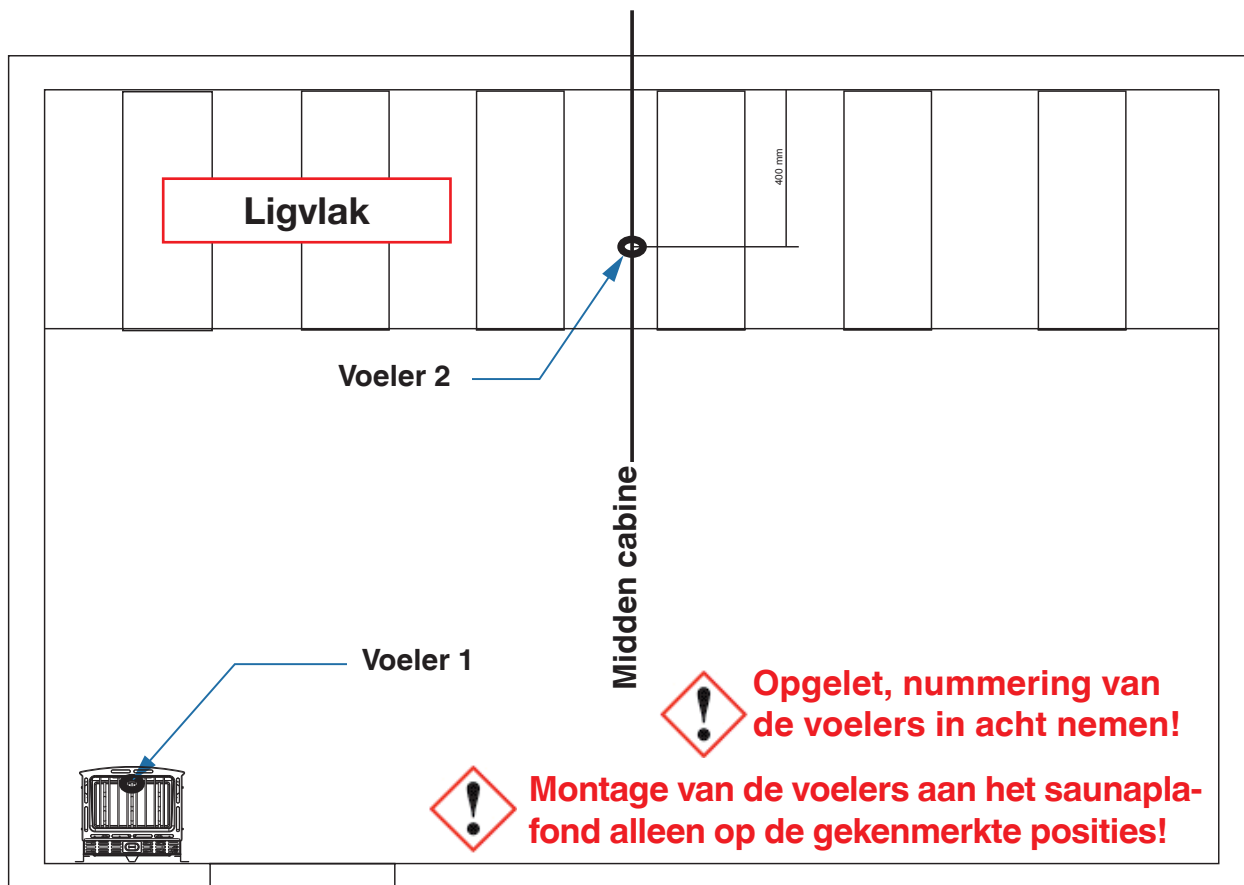 400 mm
Ligvlak
Voeler 2
Midden cabine
Voeler 1
Opgelet, nummering van
de voelers in acht nemen!
Montage van de voelers aan het saunapla-
fond alleen op de gekenmerkte posities!